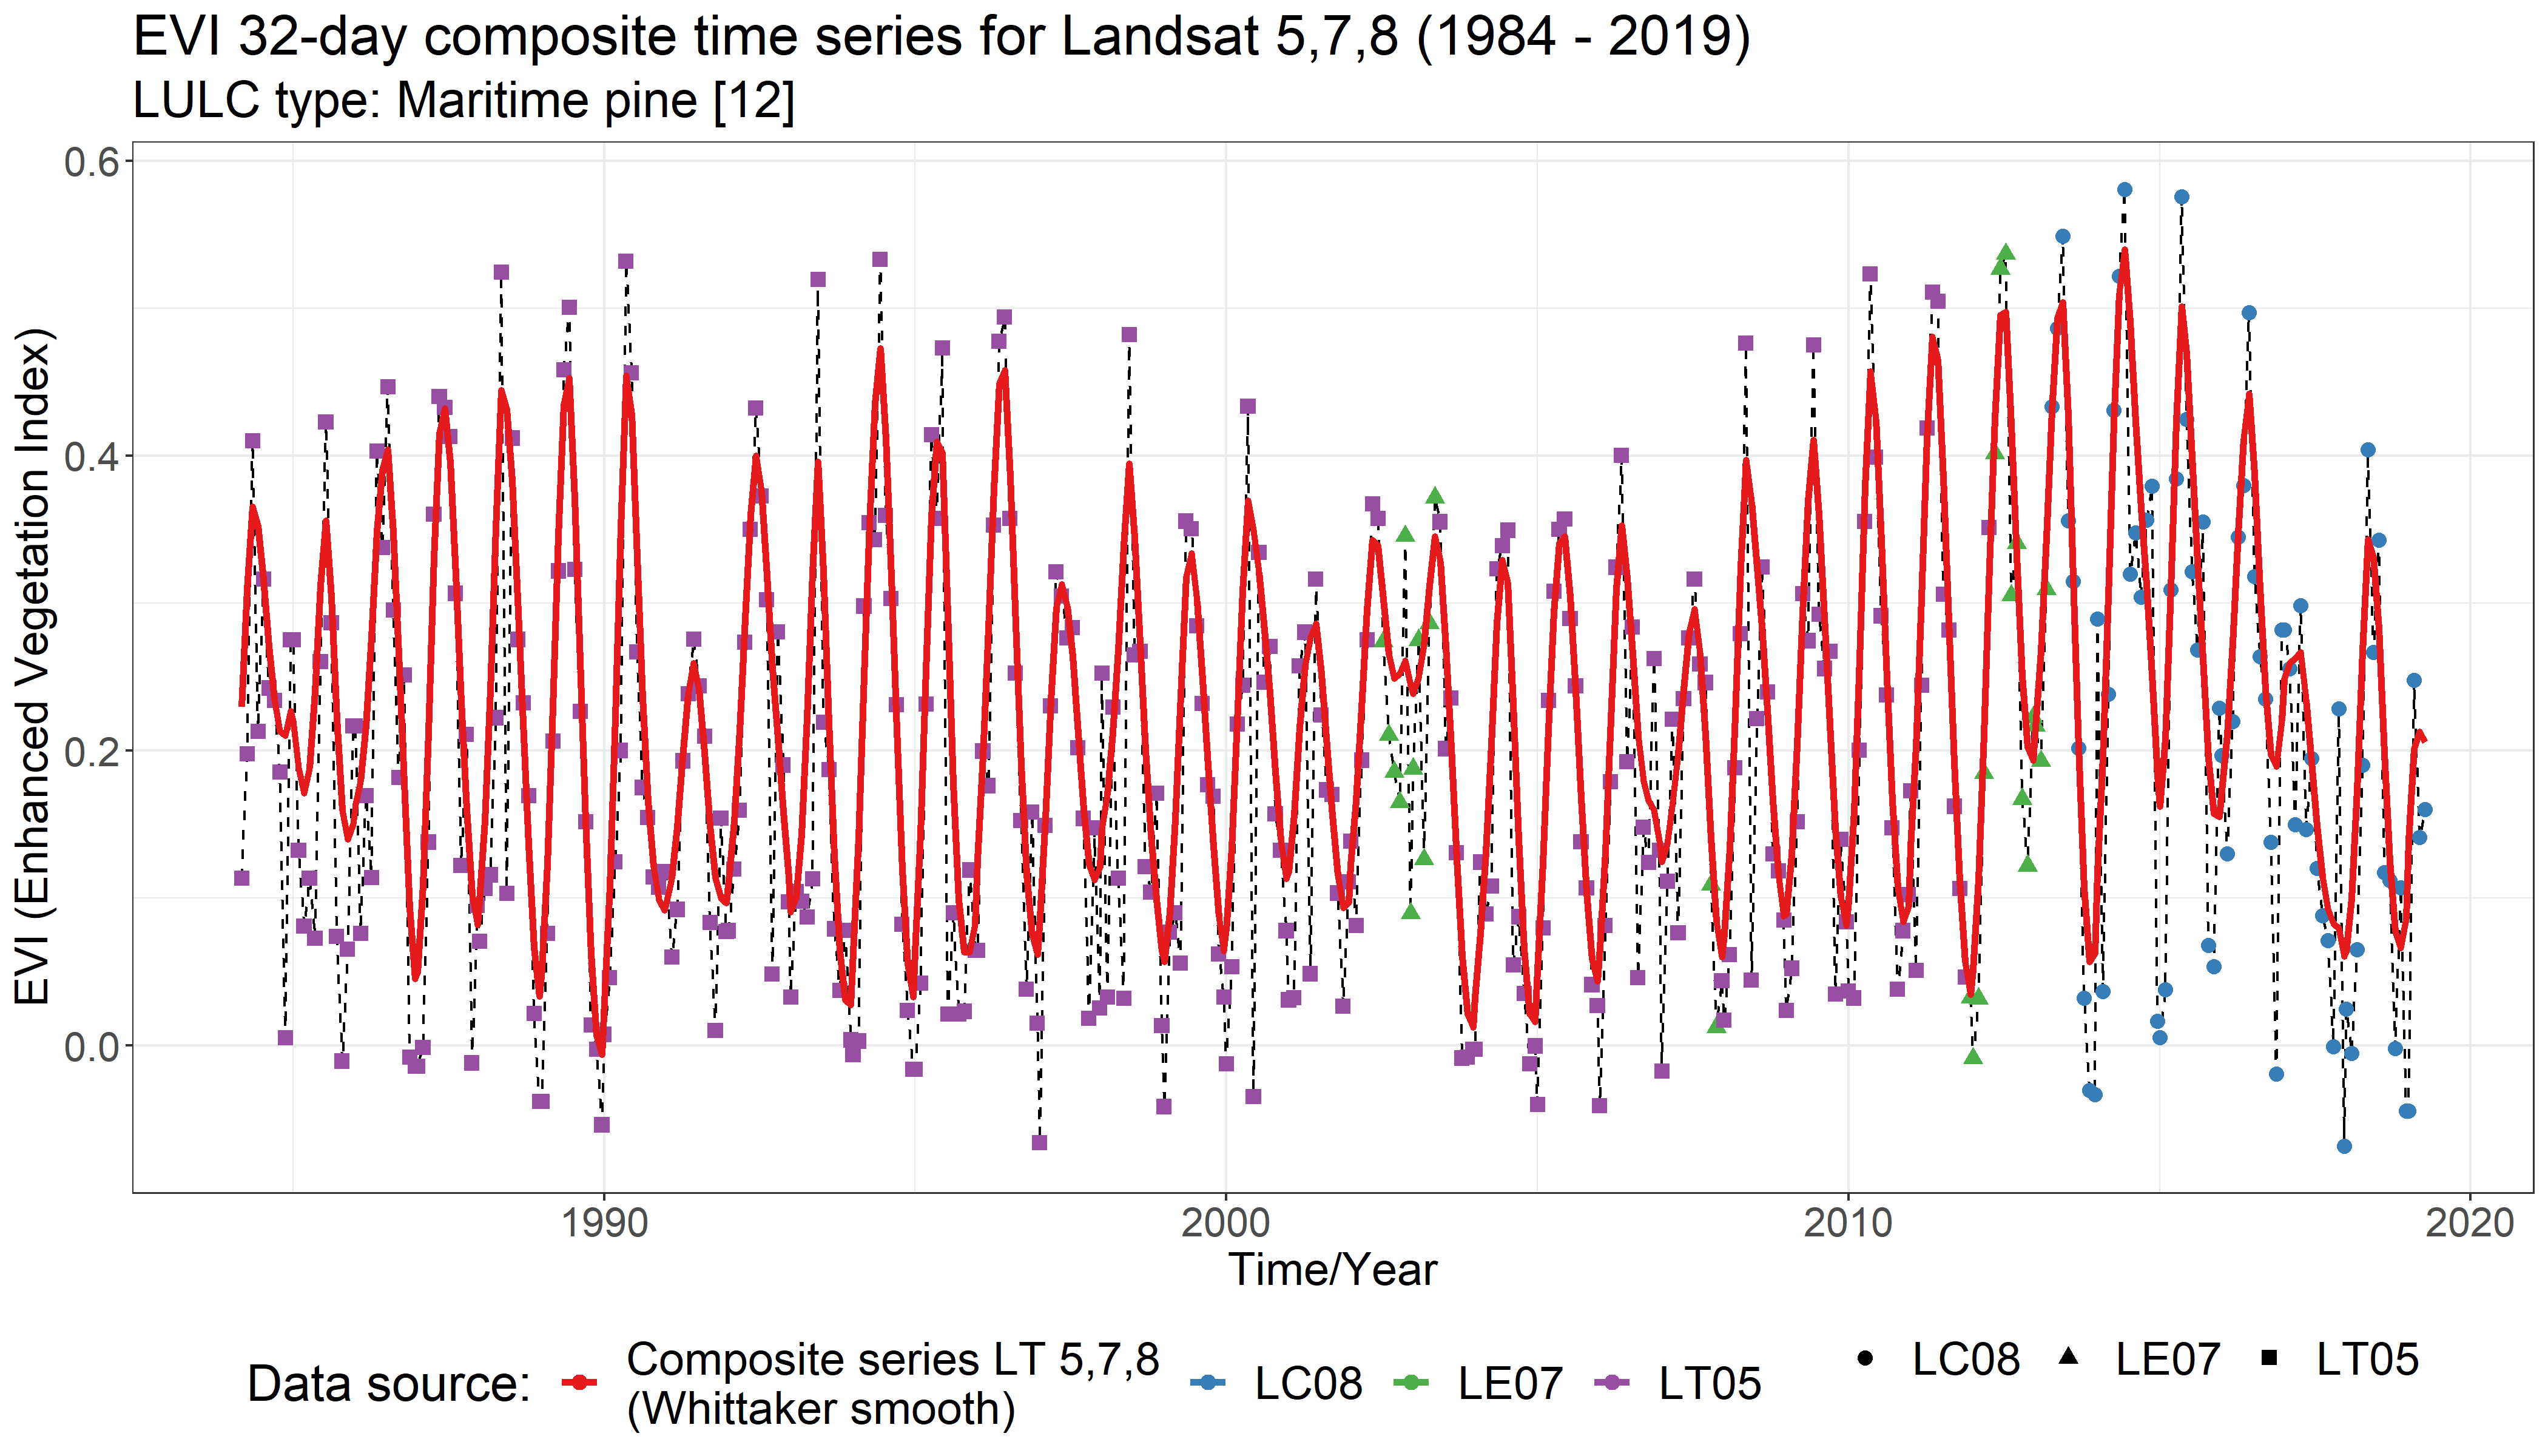 EVI 32-day composite time series for Landsat 5,7,8 (1984 - 2019)
LULC type: Maritime pine [12]
EVI (Enhanced Vegetation Index)
0.6
0.4
0.2
0.0
1990 2000 2010 2020
Time/Year
Data source: Composite series LT 5,7,8
(Whittaker smooth) LC08 LE07 LT05 LC08 LE07 LT05